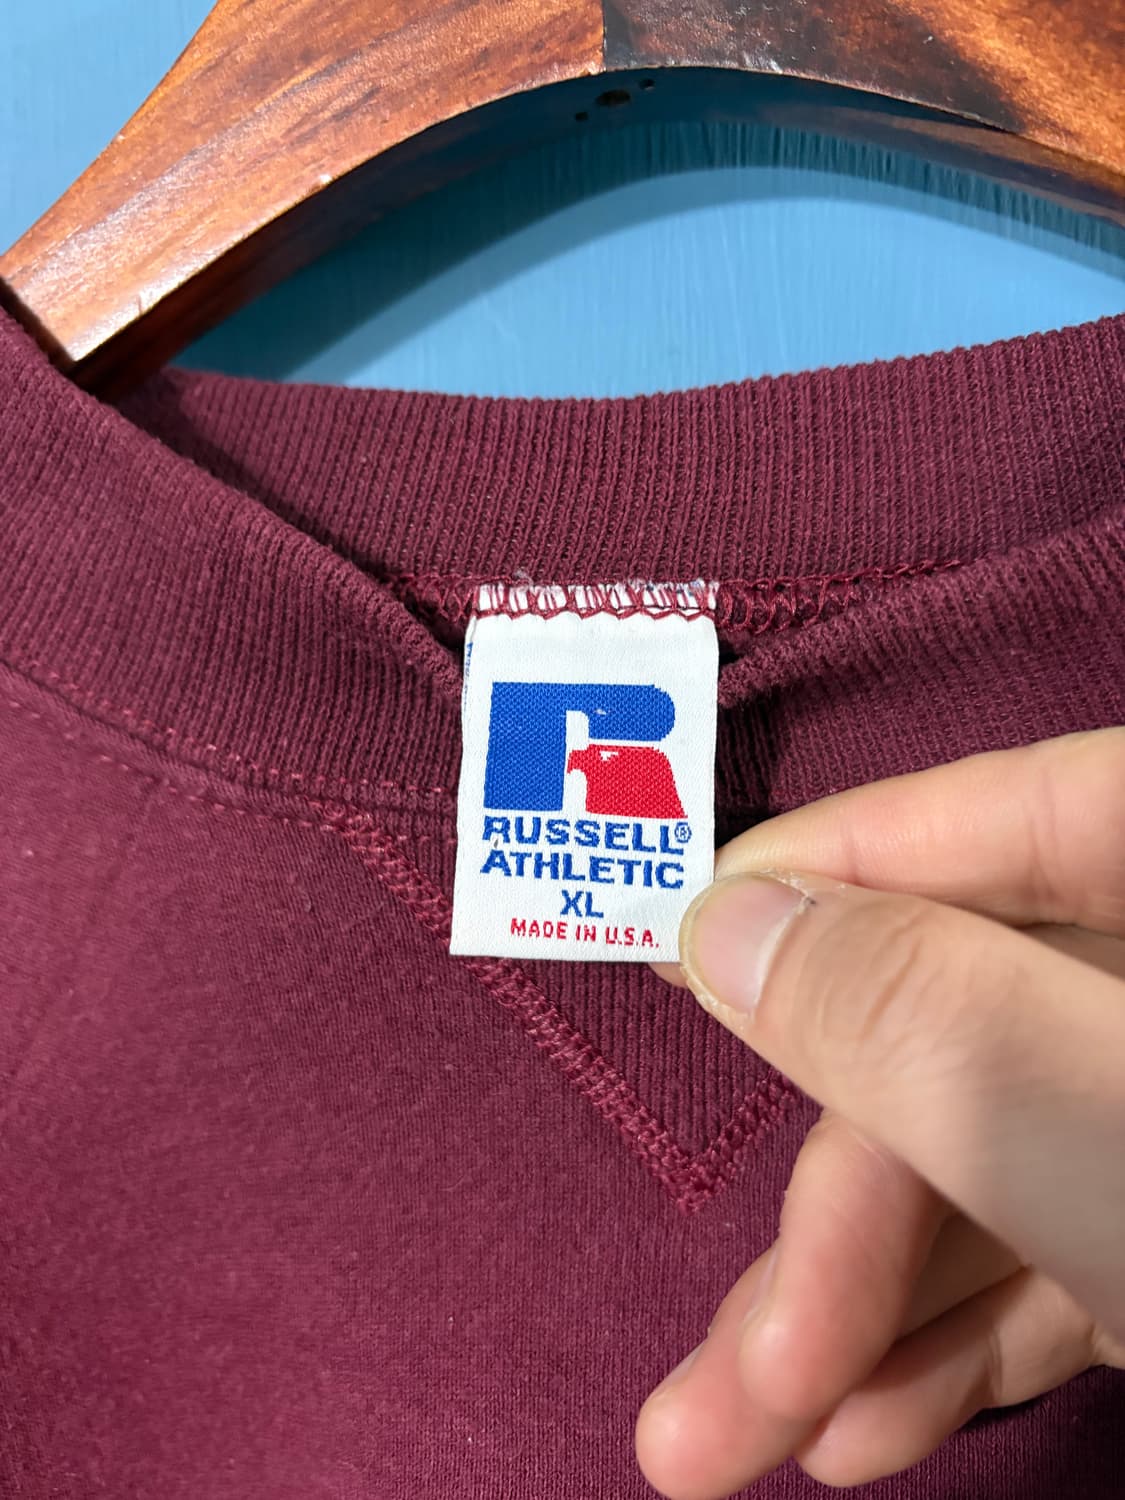 RUSSELL®
ATHLETIC
XL
MADE IN U.S.A.